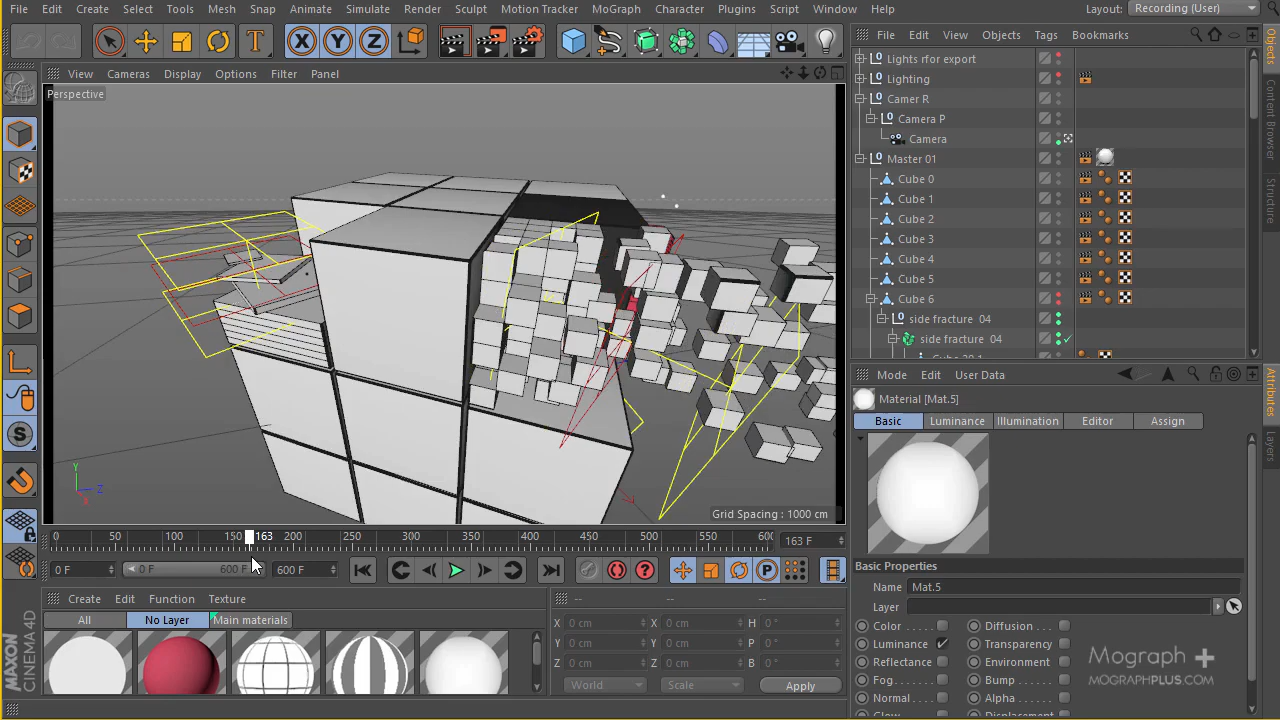 File Edit Create Selection Tools Mesh Snap Animate Simulate Render Sculpt Motion Tracker MoGraph Character Plugins Script Window Layout: Recording (User)
X Y Z
View Cameras Display Options Filter Panel
Perspective
Grid Spacing : 1000 cm
Y Z X
File Edit View Objects Tags Bookmarks
Lights rfor export
Lighting
Camer R
Camera P
Camera
Master 01
Cube 0
Cube 1
Cube 2
Cube 3
Cube 4
Cube 5
Cube 6
side fracture 04
side fracture 04
Objects
Content Browser
Structure
Mode Edit User Data
Material [Mat.5]
Basic Luminance Illumination Editor Assign
Basic Properties
Name Mat.5
Layer
Color Diffusion
Luminance Transparency
Reflectance Environment
Fog Bump
Normal Alpha
Glow Displacement
Attributes
Layers
0 50 100 150 163 200 250 300 350 400 450 500 550 600 163 F
0 F 0 F 600 F 600 F
Create Edit Function Texture
All No Layer Main materials
-- -- --
X 0 cm X 0 cm H 0 °
Y 0 cm Y 0 cm P 0 °
Z 0 cm Z 0 cm B 0 °
World Scale Apply
MAXON
CINEMA 4D
Mograph +
MOGRAPHPLUS.COM